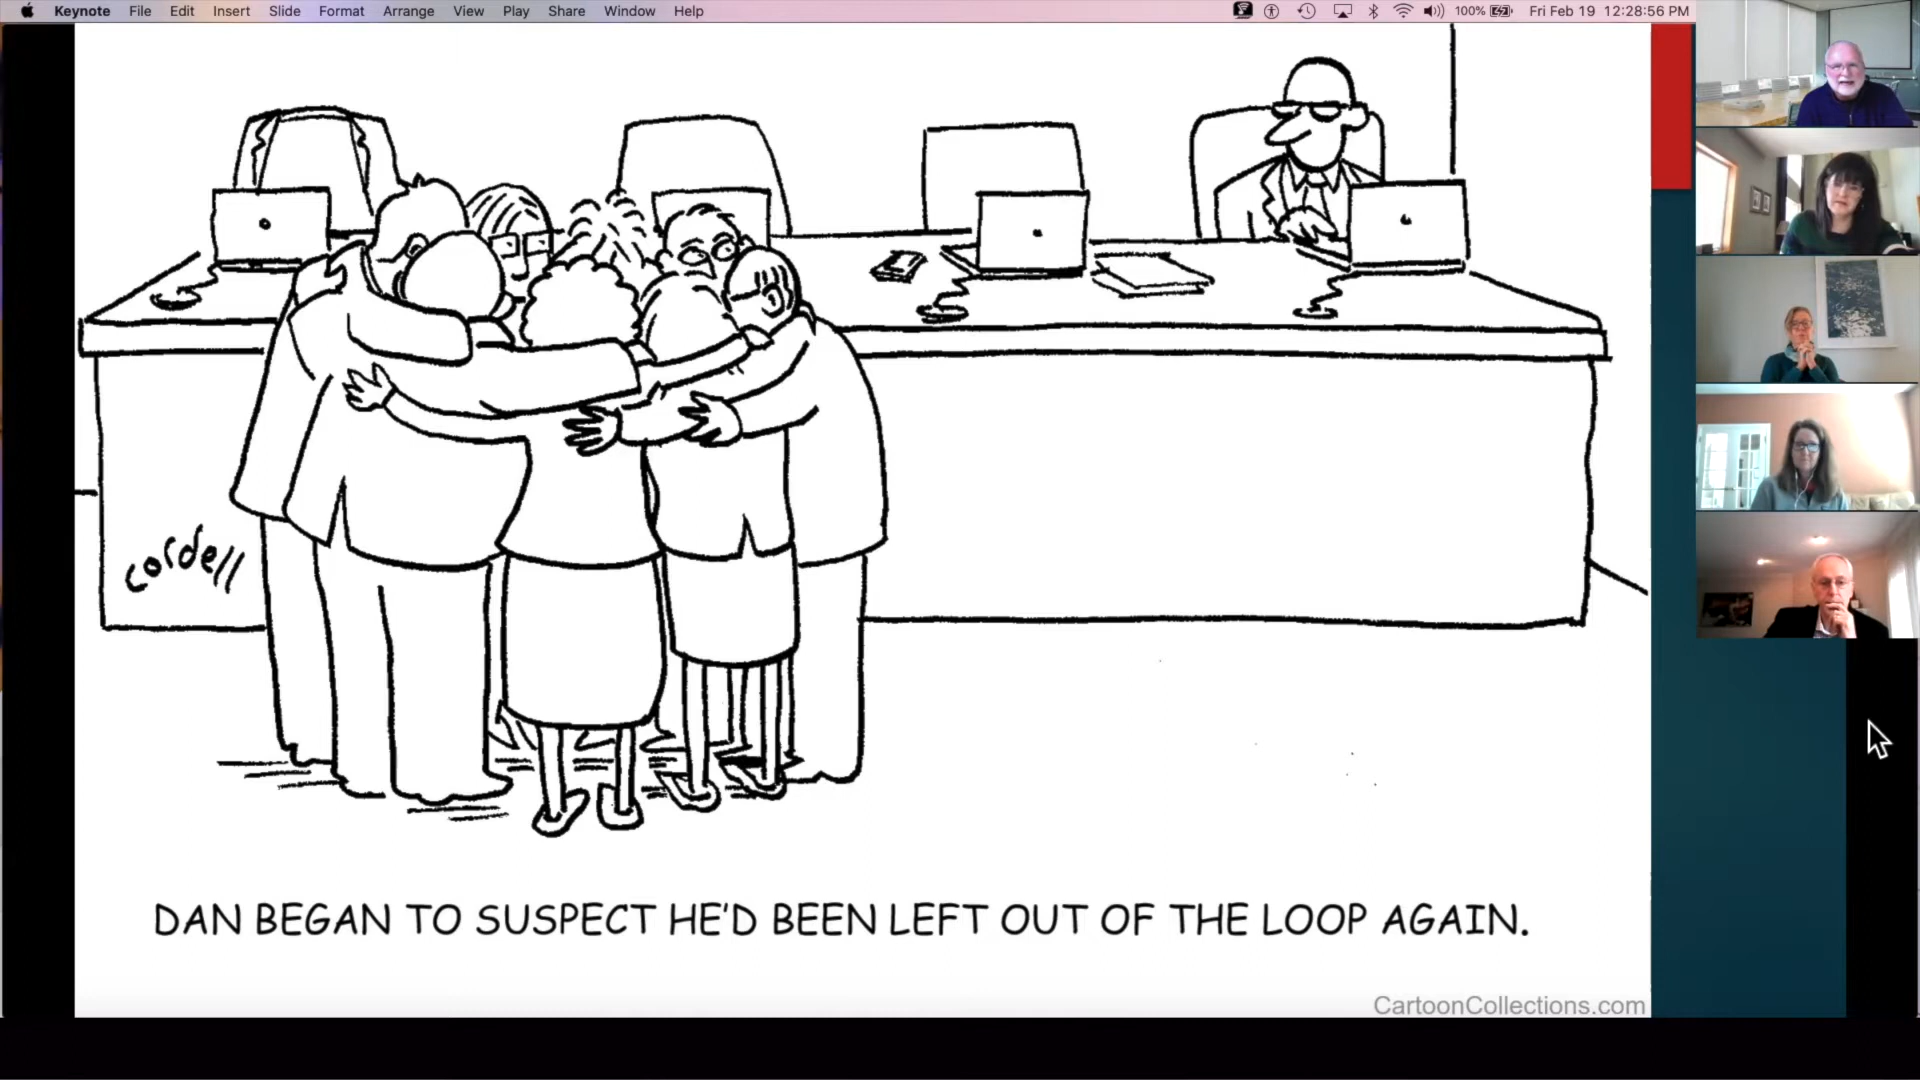 Keynote File Edit Insert Slide Format Arrange View Play Share Window Help 100% Fri Feb 19 12:28:56 PM
cordell
DAN BEGAN TO SUSPECT HE'D BEEN LEFT OUT OF THE LOOP AGAIN.
CartoonCollections.com